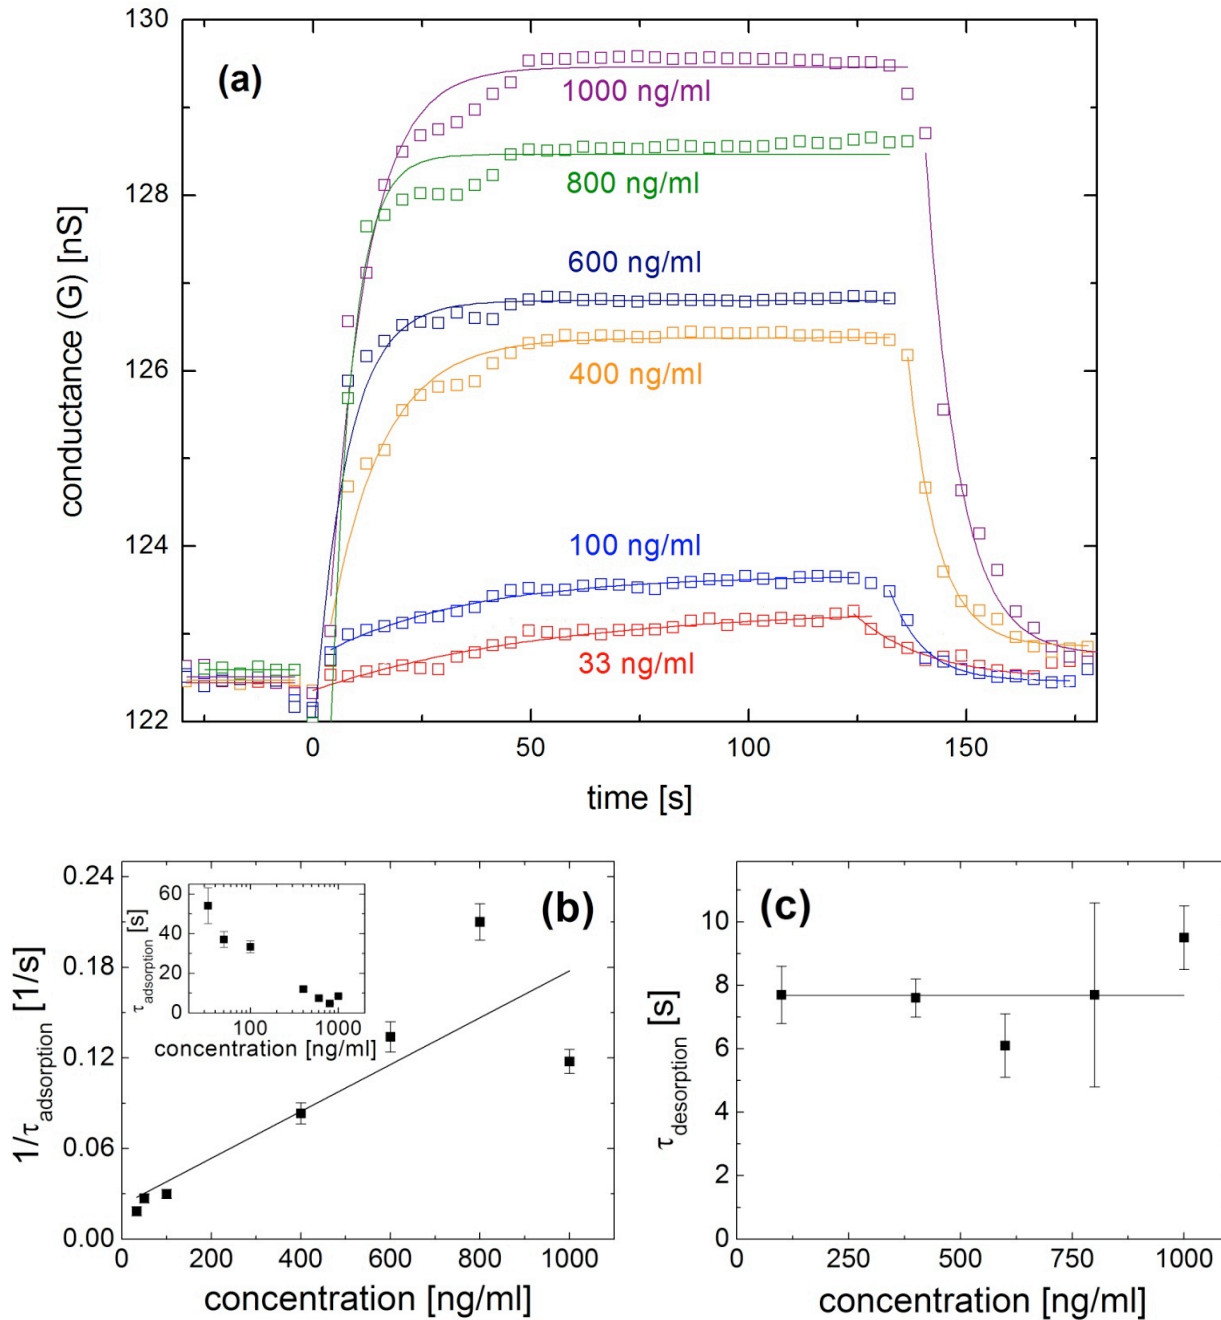 130
(a)
1000 ng/ml
128
800 ng/ml
600 ng/ml
126
400 ng/ml
conductance (G) [nS]
124
100 ng/ml
33 ng/ml
122
0 50 100 150
time [s]
0.24
60
40
20
0
τadsorption [s]
100 1000
concentration [ng/ml]
(b)
0.18
0.12
0.06
0.00
1/τadsorption [1/s]
0 200 400 600 800 1000
concentration [ng/ml]
(c)
10
8
6
4
2
0
τdesorption [s]
0 250 500 750 1000
concentration [ng/ml]